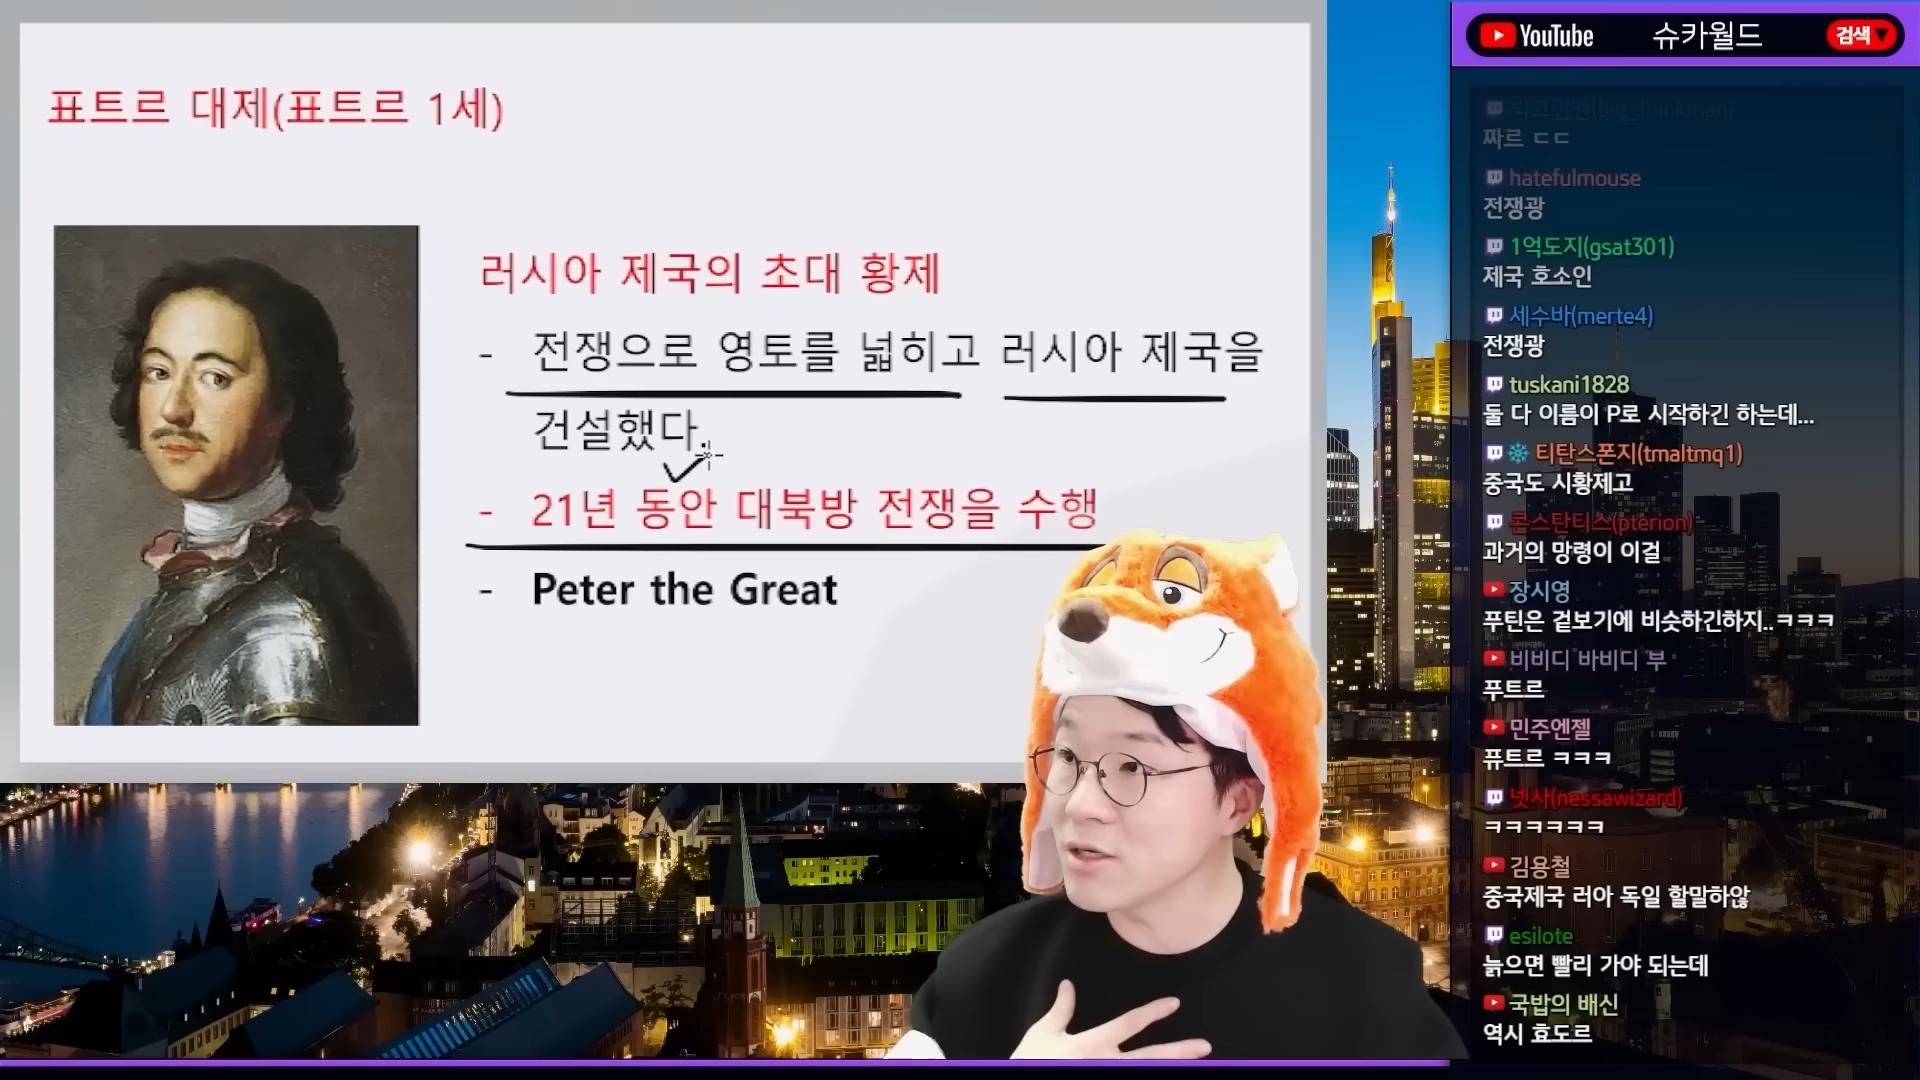 표트르 대제(표트르 1세)
러시아 제국의 초대 황제
- 전쟁으로 영토를 넓히고 러시아 제국을
건설했다.
- 21년 동안 대북방 전쟁을 수행
- Peter the Great
YouTube 슈카월드 검색
박고민맨(big_thinkman)
짜르 ㄷㄷ
hatefulmouse
전쟁광
1억도지(gsat301)
제국 호소인
세수바(merte4)
전쟁광
tuskani1828
둘 다 이름이 P로 시작하긴 하는데...
티탄스폰지(tmaltmq1)
중국도 시황제고
콘스탄티스(pterion)
과거의 망령이 이걸
장시영
푸틴은 겉보기에 비슷하긴하지..ㅋㅋㅋ
비비디 바비디 부
푸트르
민주엔젤
퓨트르 ㅋㅋㅋ
넷사(nessawizard)
ㅋㅋㅋㅋㅋㅋ
김용철
중국제국 러아 독일 할말하않
esilote
늙으면 빨리 가야 되는데
국밥의 배신
역시 효도르